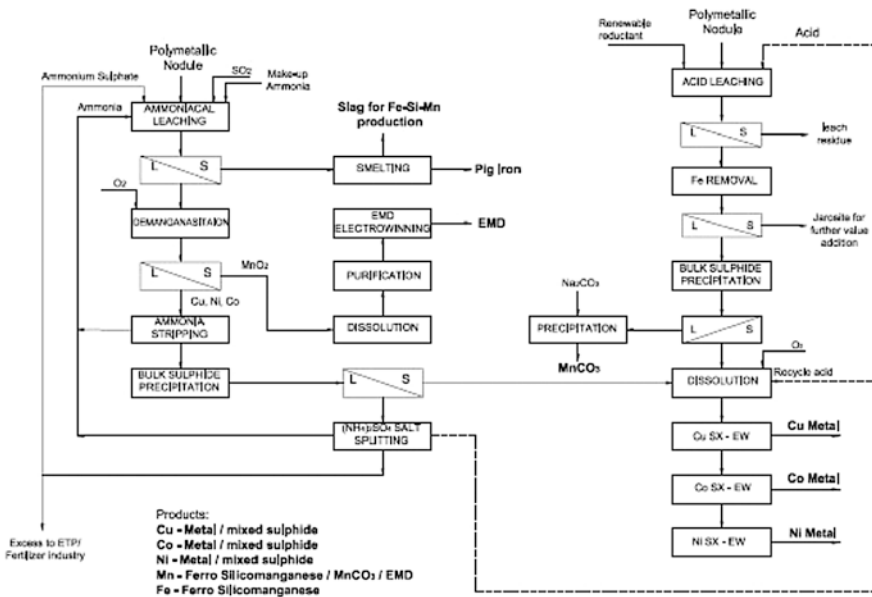 Polymetallic
Nodule
SO₂
Make-up
Ammonia
Ammonium Sulphate
Ammonia
AMMONIACAL
LEACHING
L
S
SMELTING
Slag for Fe-Si-Mn
production
Pig Iron
O₂
DEMANGANASITAION
EMD
ELECTROWINNING
EMD
L
S
MnO₂
PURIFICATION
Cu, Ni, Co
AMMONIA
STRIPPING
DISSOLUTION
BULK SULPHIDE
PRECIPITATION
L
S
(NH₄)₂SO₄ SALT
SPLITTING
Excess to ETP/
Fertilizer industry
Products:
Cu - Metal / mixed sulphide
Co - Metal / mixed sulphide
Ni - Metal / mixed sulphide
Mn - Ferro Silicomanganese / MnCO₃ / EMD
Fe - Ferro Silicomanganese
Renewable
reductant
Polymetallic
Nodule
Acid
ACID LEACHING
L
S
leach
residue
Fe REMOVAL
L
S
Jarosite for
further value
addition
BULK SULPHIDE
PRECIPITATION
Na₂CO₃
PRECIPITATION
L
S
MnCO₃
O₂
Recycle acid
DISSOLUTION
Cu SX - EW
Cu Metal
Co SX - EW
Co Metal
Ni SX - EW
Ni Metal